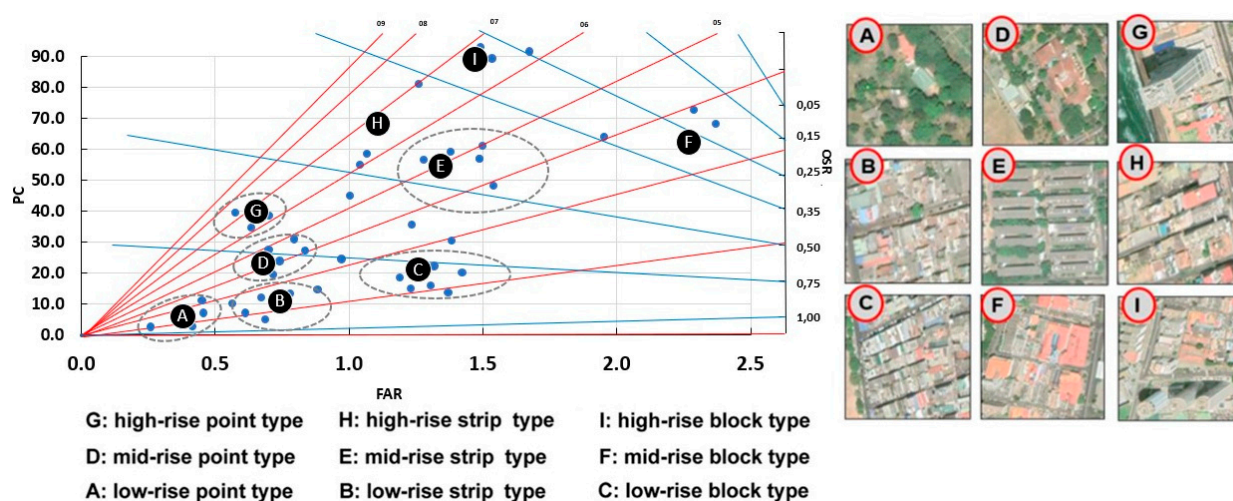 09 08 07 06 05
90.0
80.0
70.0
60.0
50.0
40.0
30.0
20.0
10.0
0.0
PC
I
H
F
E
G
D
C
B
A
0,05
0,15
0,25
OSR
0,35
0,50
0,75
1,00
0.0 0.5 1.0 1.5 2.0 2.5
FAR
G: high-rise point type H: high-rise strip type I: high-rise block type
D: mid-rise point type E: mid-rise strip type F: mid-rise block type
A: low-rise point type B: low-rise strip type C: low-rise block type
A D G
B E H
C F I